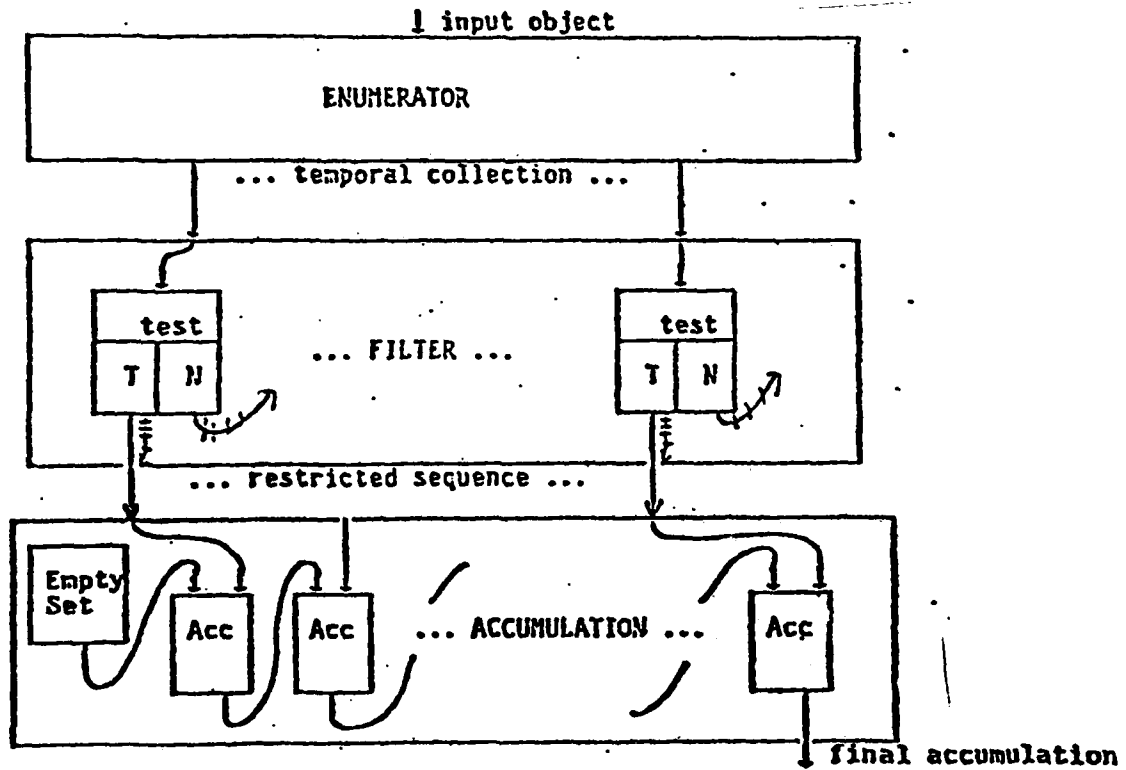 input object
ENUMERATOR
... temporal collection ...
test
test
T
N
... FILTER ...
T
N
... restricted sequence ...
Empty
Set
Acc
Acc
... ACCUMULATION ...
Acc
final accumulation